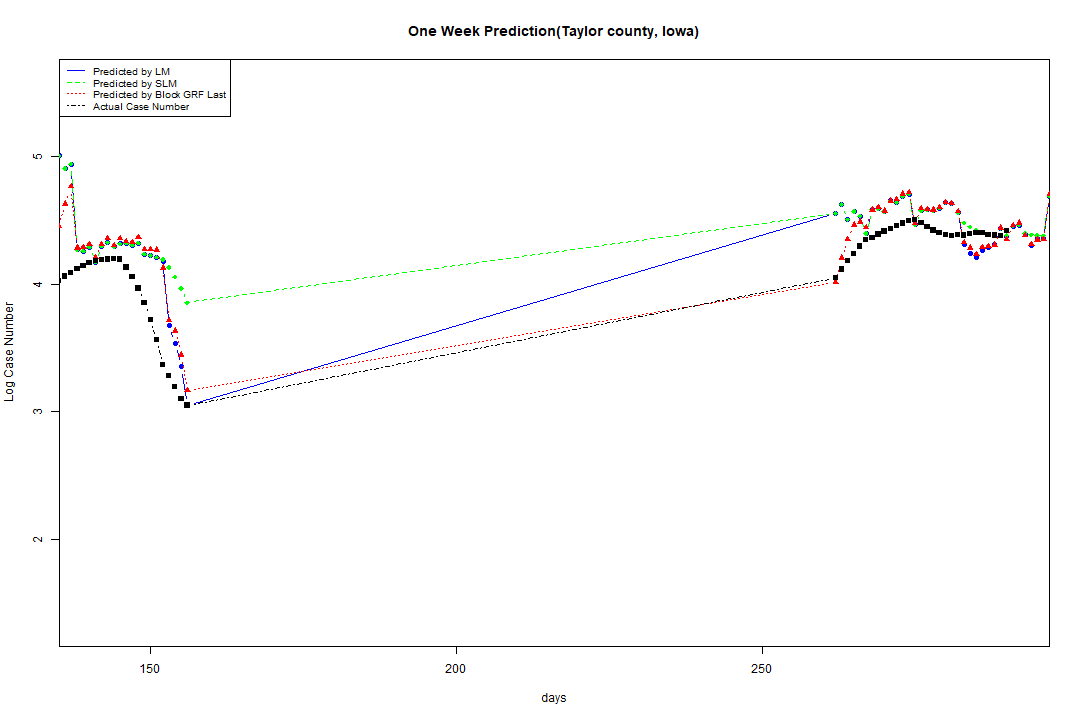 One Week Prediction(Taylor county, Iowa)
Predicted by LM
Predicted by SLM
Predicted by Block GRF Last
Actual Case Number
5
4
3
2
Log Case Number
150
200
250
days